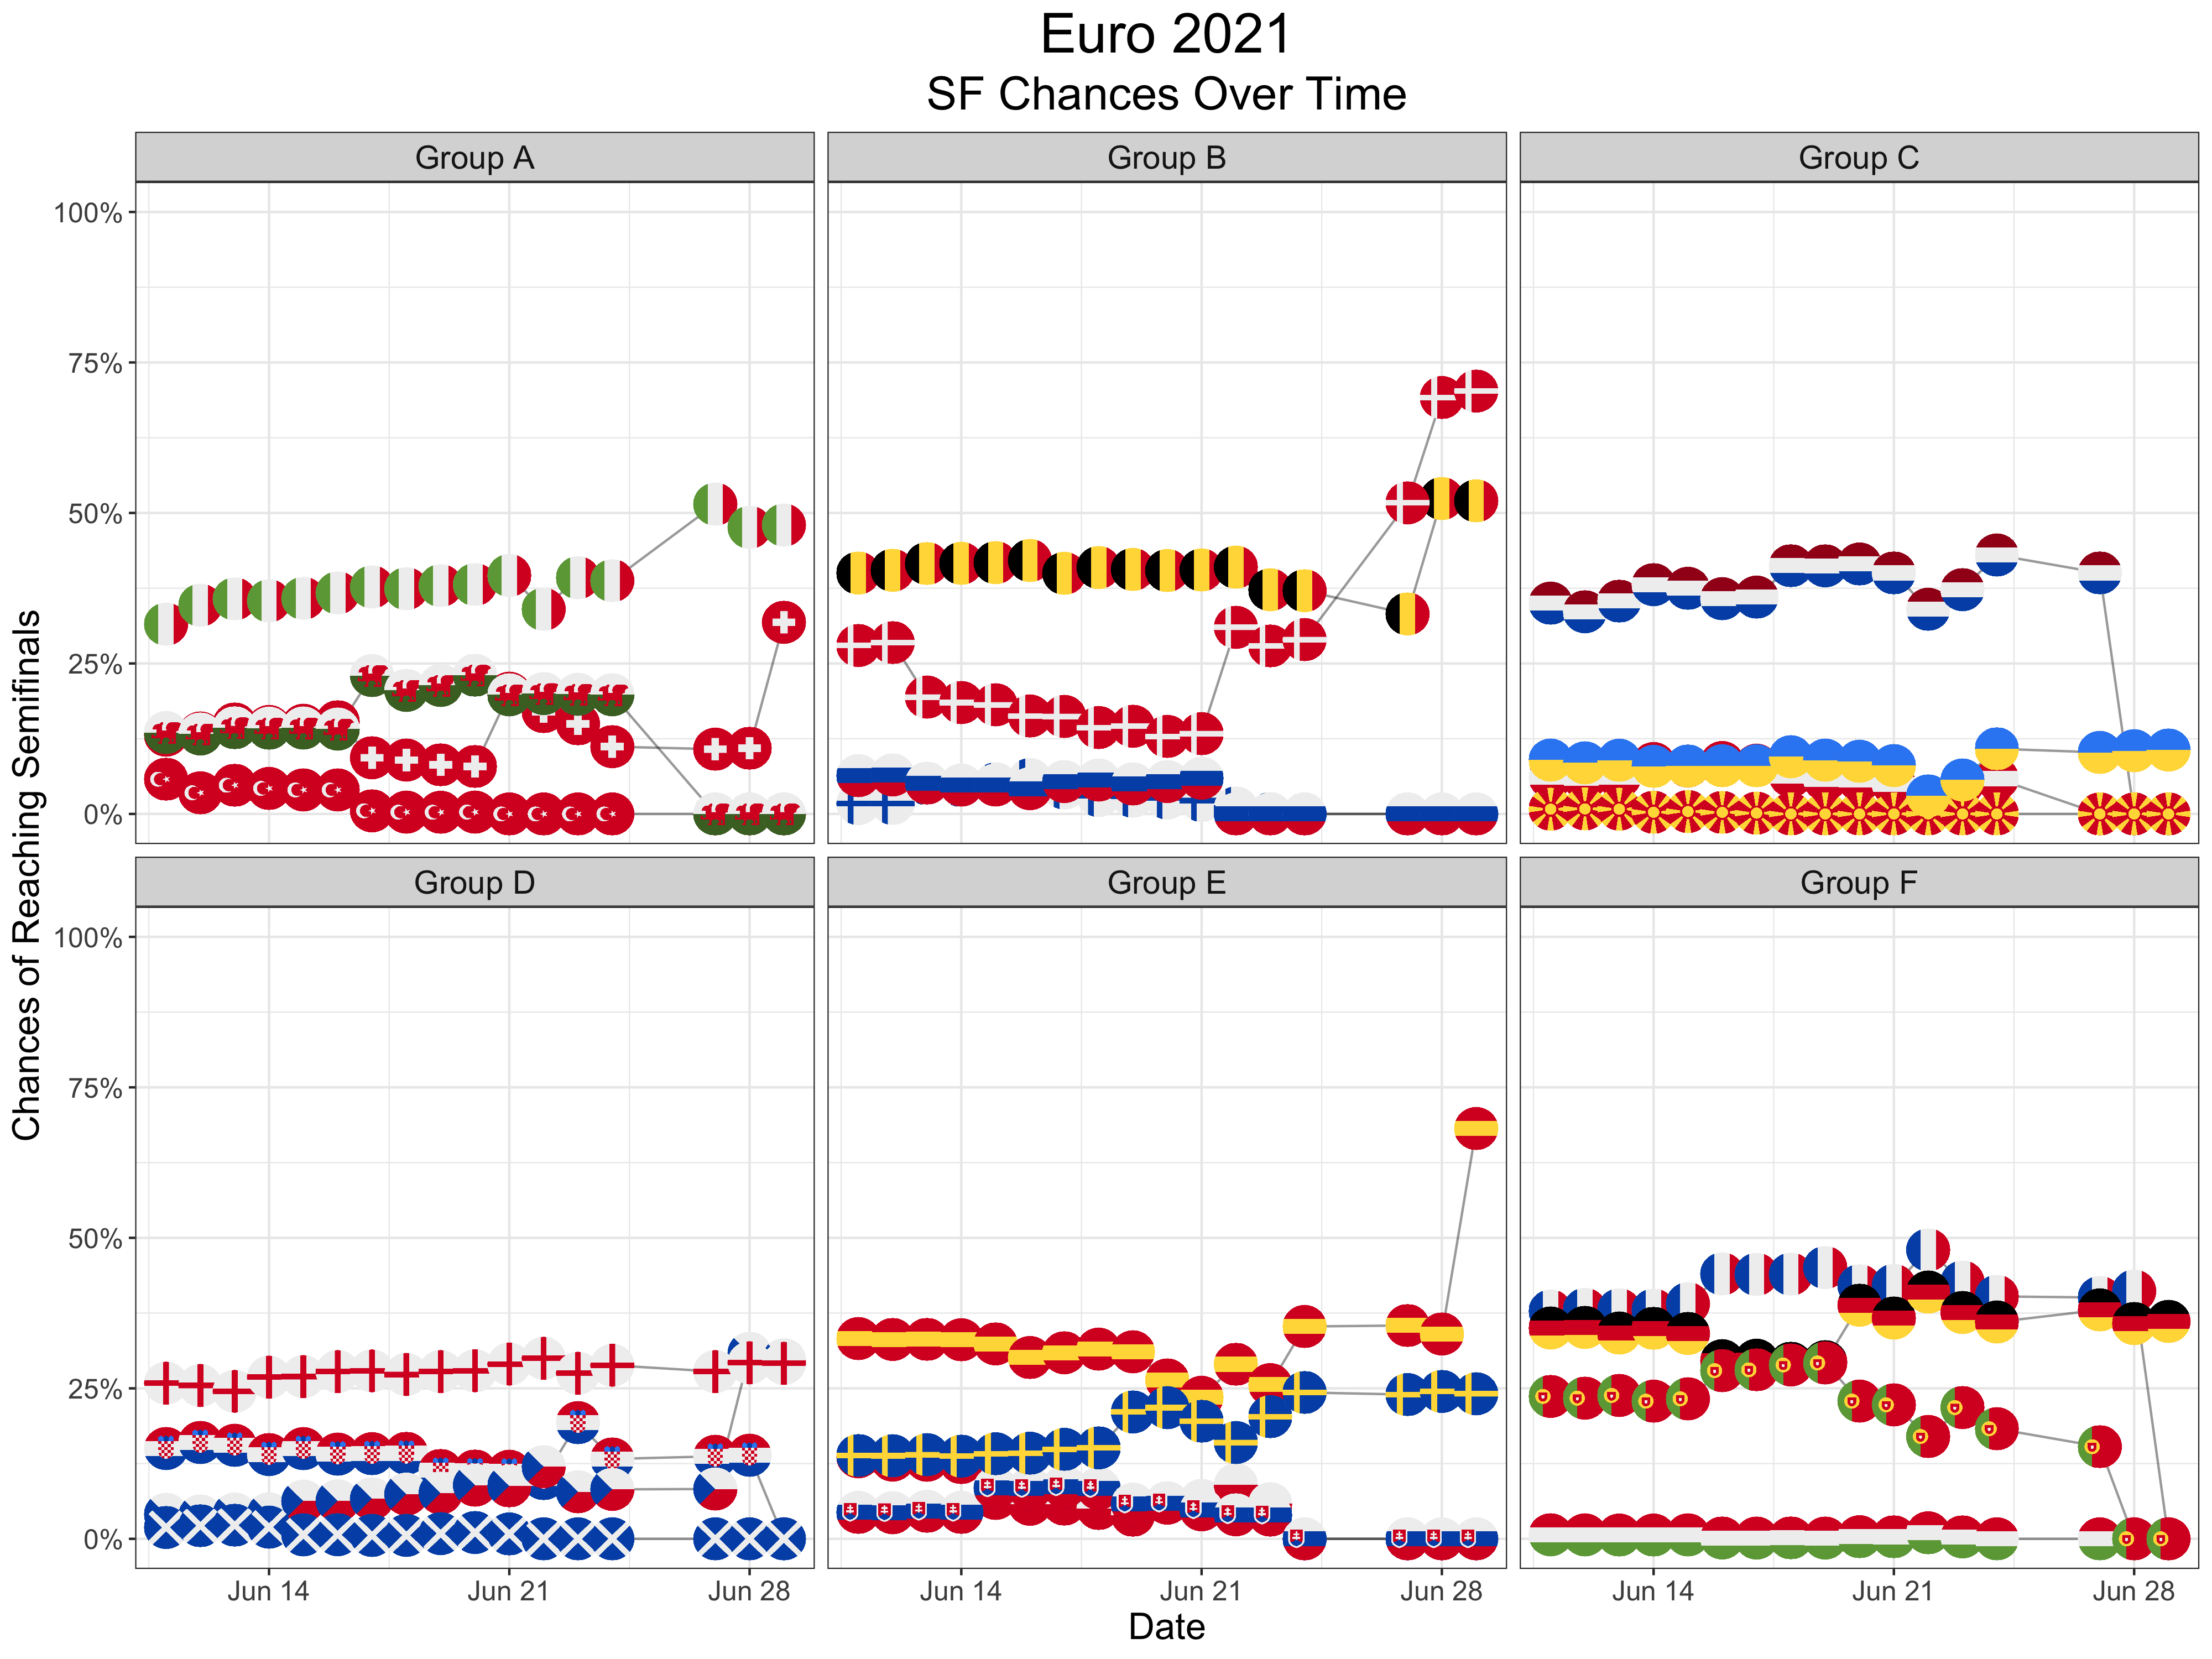 Euro 2021
SF Chances Over Time
Group A
Group B
Group C
100%
75%
50%
25%
0%
Group D
Group E
Group F
100%
75%
50%
25%
0%
Chances of Reaching Semifinals
Jun 14
Jun 21
Jun 28
Jun 14
Jun 21
Jun 28
Jun 14
Jun 21
Jun 28
Date